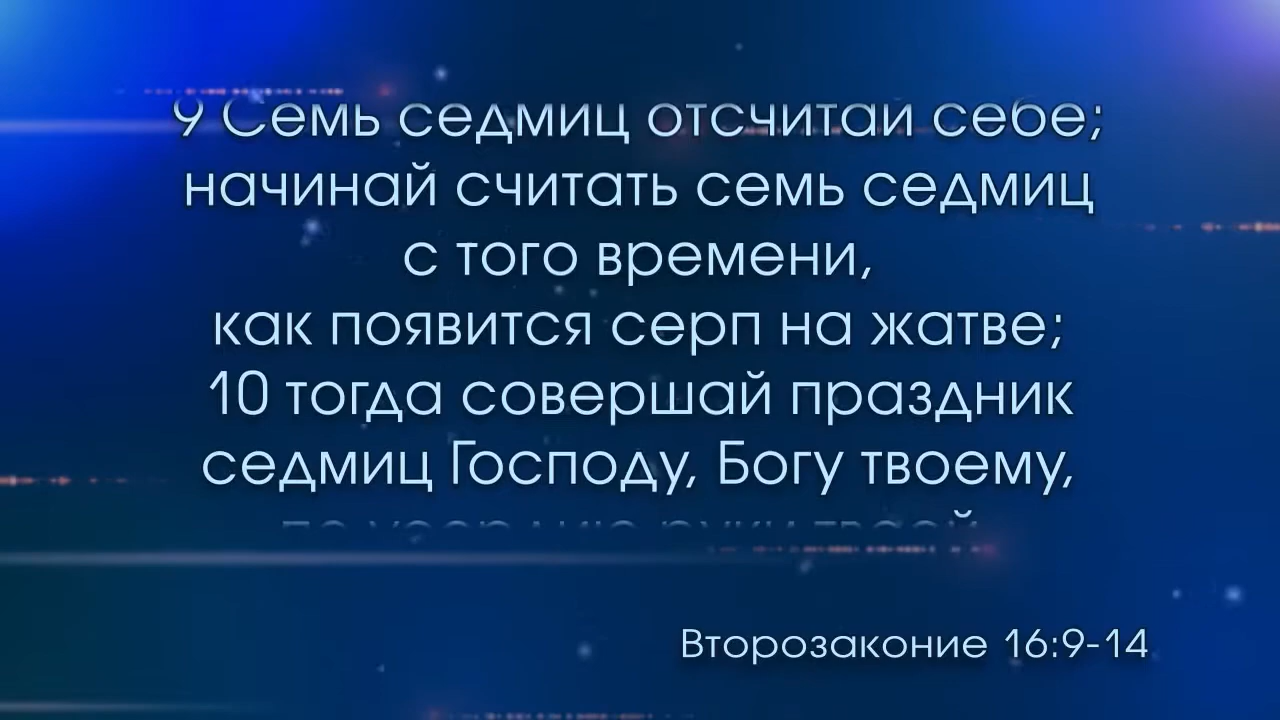 9 Семь седмиц отсчитай себе;
начинай считать семь седмиц
с того времени,
как появится серп на жатве;
10 тогда совершай праздник
седмиц Господу, Богу твоему,
Второзаконие 16:9-14